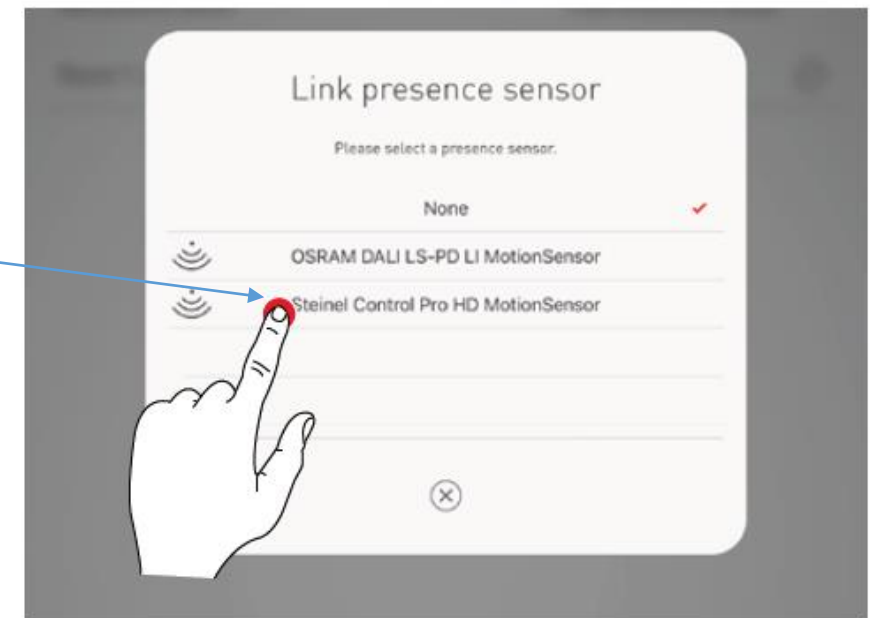 Link presence sensor
Please select a presence sensor.
None
OSRAM DALI LS-PD LI MotionSensor
Steinel Control Pro HD MotionSensor